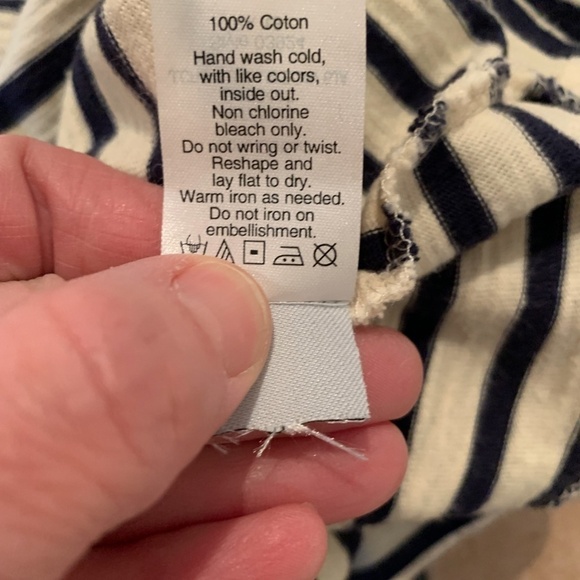 100% Coton
Hand wash cold,
with like colors,
inside out.
Non chlorine
bleach only.
Do not wring or twist.
Reshape and
lay flat to dry.
Warm iron as needed.
Do not iron on
embellishment.